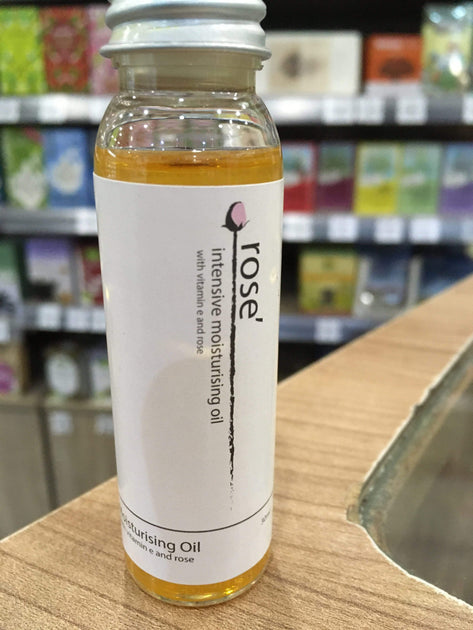 rose'
intensive moisturising oil
with vitamin e and rose
oisturising Oil
vitamin e and rose